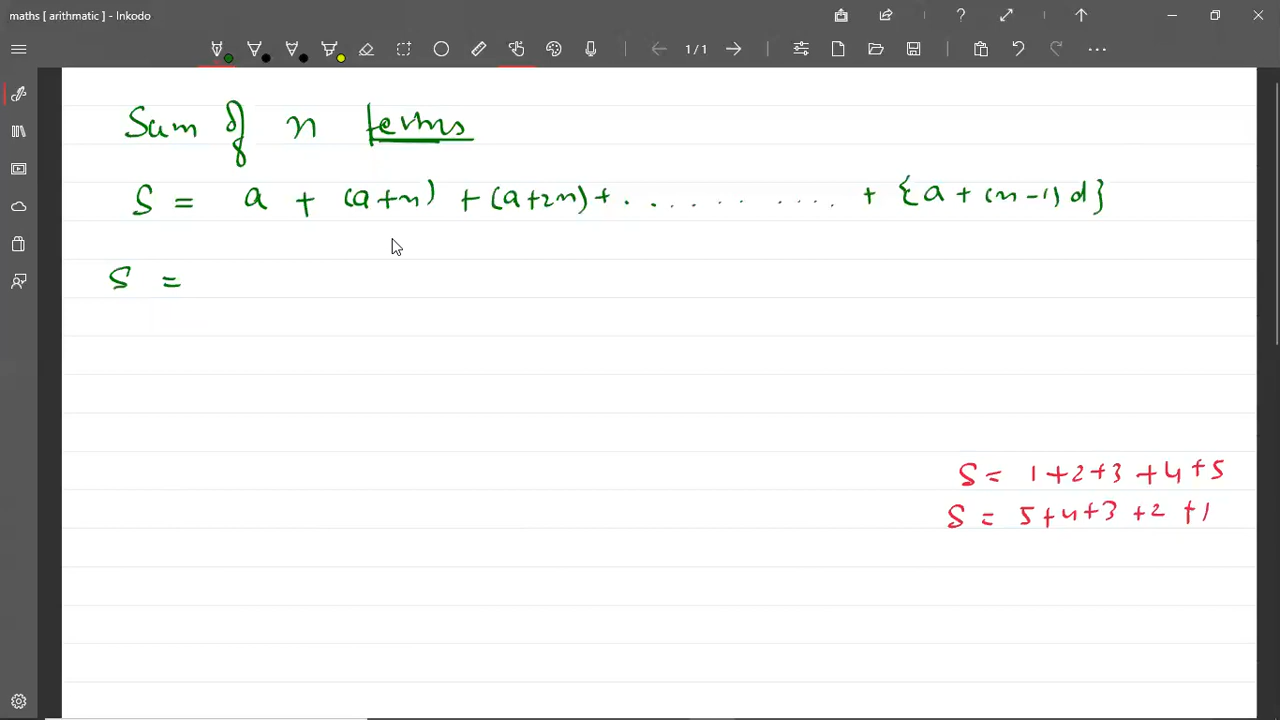 maths [ arithmatic ] - Inkodo
1/1
Sum of n terms
S = a + (a+n) + (a+2n) + . . . . . . . . . . . + {a + (n-1) d}
S =
S = 1+2+3+4+5
S = 5+4+3+2+1